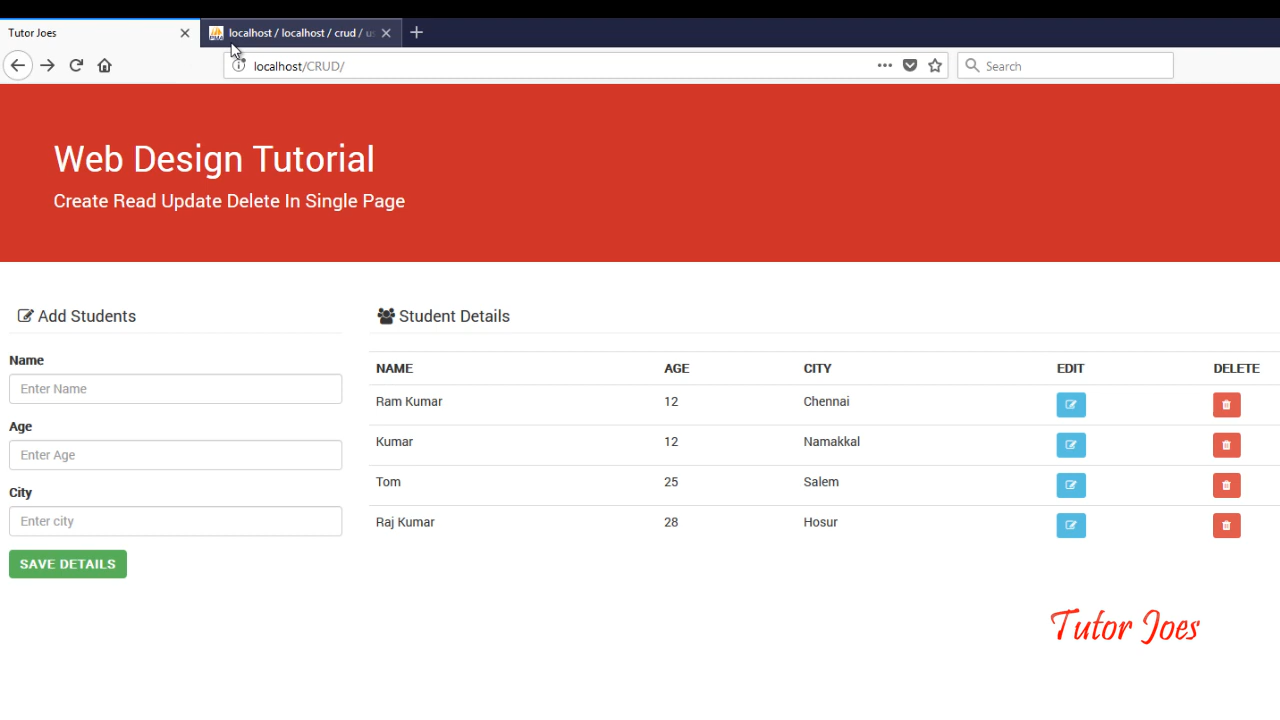 Tutor Joes
localhost / localhost / crud /
localhost/CRUD/
Search
Web Design Tutorial
Create Read Update Delete In Single Page
Add Students
Name
Enter Name
Age
Enter Age
City
Enter city
SAVE DETAILS
Student Details
NAME AGE CITY EDIT DELETE
Ram Kumar 12 Chennai
Kumar 12 Namakkal
Tom 25 Salem
Raj Kumar 28 Hosur
Tutor Joes